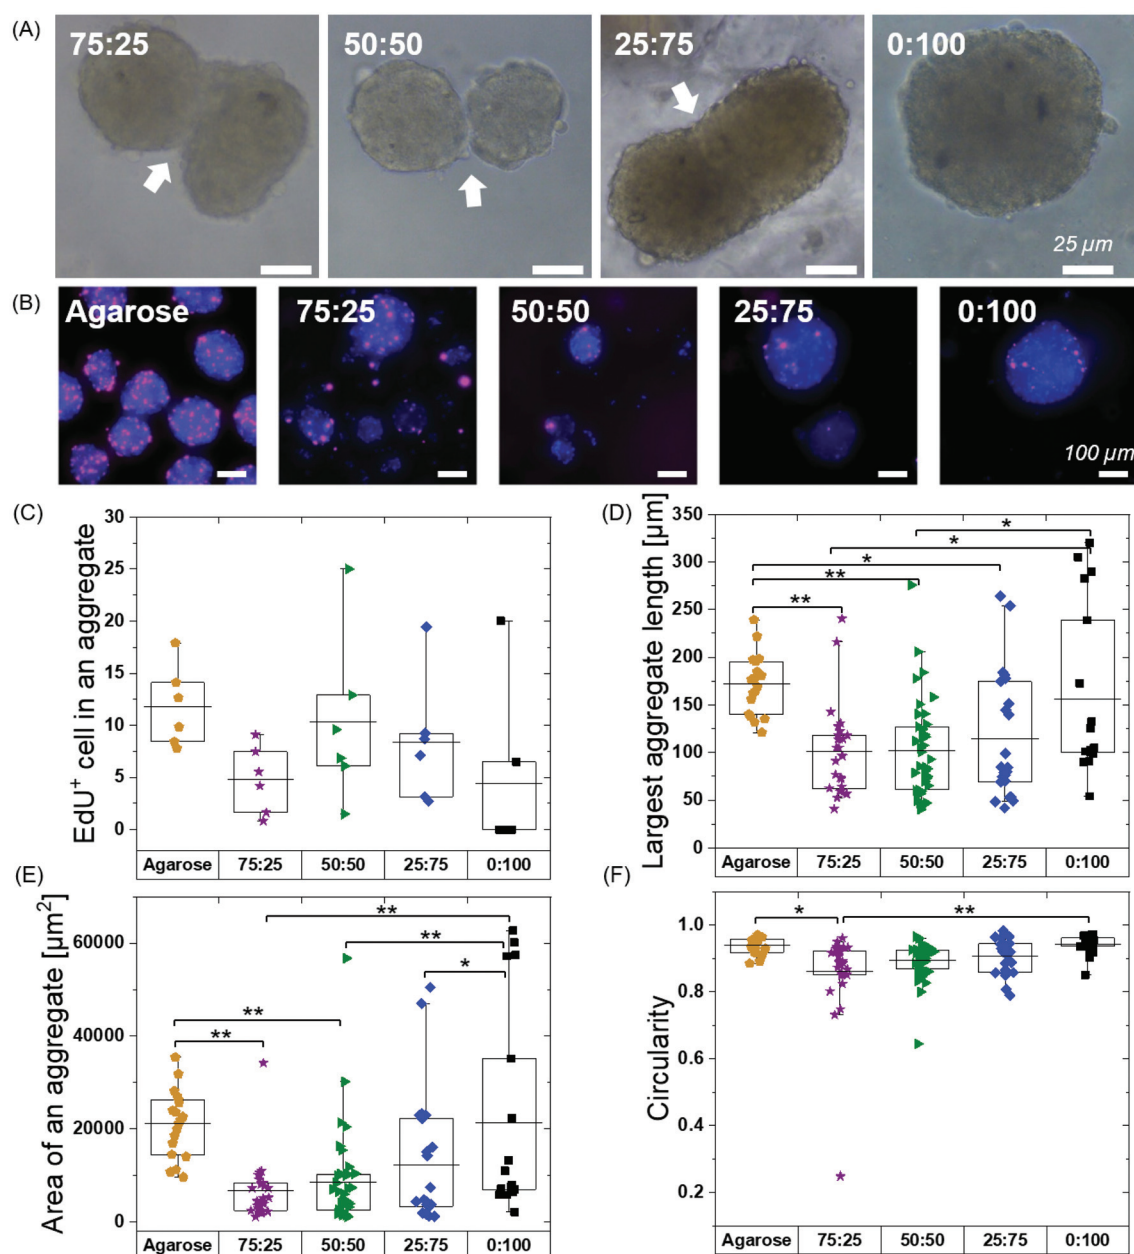 (A)
75:25
50:50
25:75
0:100
25 µm
(B)
Agarose
75:25
50:50
25:75
0:100
100 µm
(C)
EdU+ cell in an aggregate
30
25
20
15
10
5
0
Agarose 75:25 50:50 25:75 0:100
(D)
Largest aggregate length [µm]
350
300
250
200
150
100
50
0
*
*
*
**
**
Agarose 75:25 50:50 25:75 0:100
(E)
Area of an aggregate [µm²]
60000
40000
20000
0
**
**
*
**
**
Agarose 75:25 50:50 25:75 0:100
(F)
Circularity
1.0
0.8
0.6
0.4
0.2
*
**
Agarose 75:25 50:50 25:75 0:100